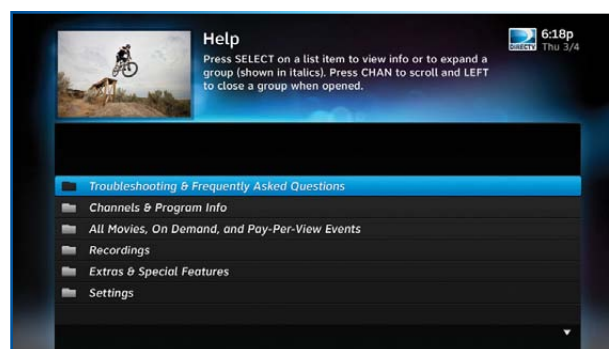 Help
Press SELECT on a list item to view info or to expand a
group (shown in italics). Press CHAN to scroll and LEFT
to close a group when opened.
DIRECTV
6:18p
Thu 3/4
Troubleshooting & Frequently Asked Questions
Channels & Program Info
All Movies, On Demand, and Pay-Per-View Events
Recordings
Extras & Special Features
Settings